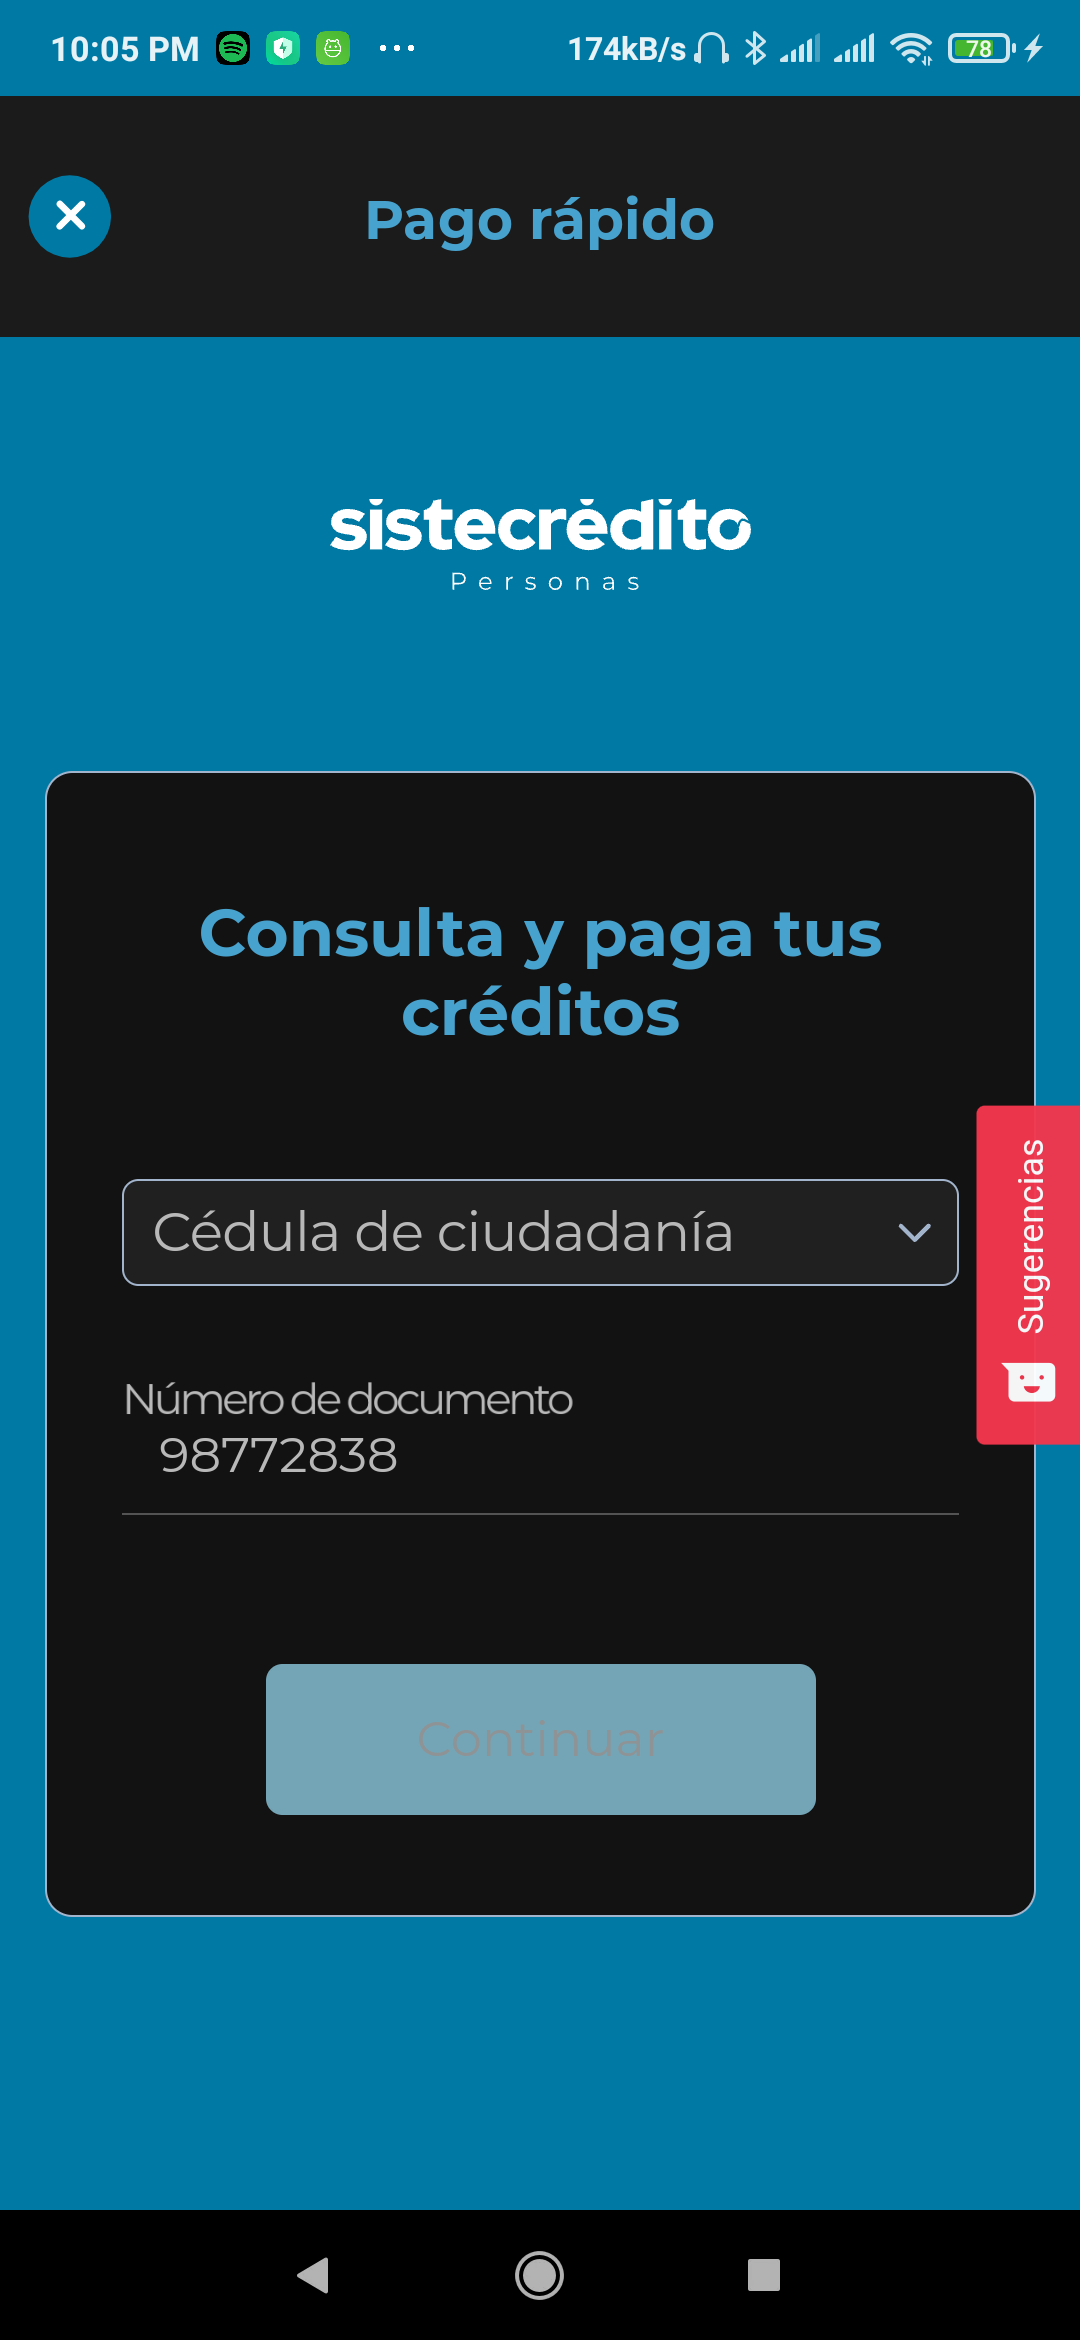 10:05 PM 174kB/s 78
Pago rápido
sistecrédito
Personas
Consulta y paga tus
créditos
Cédula de ciudadanía
Sugerencias
Número de documento
98772838
Continuar